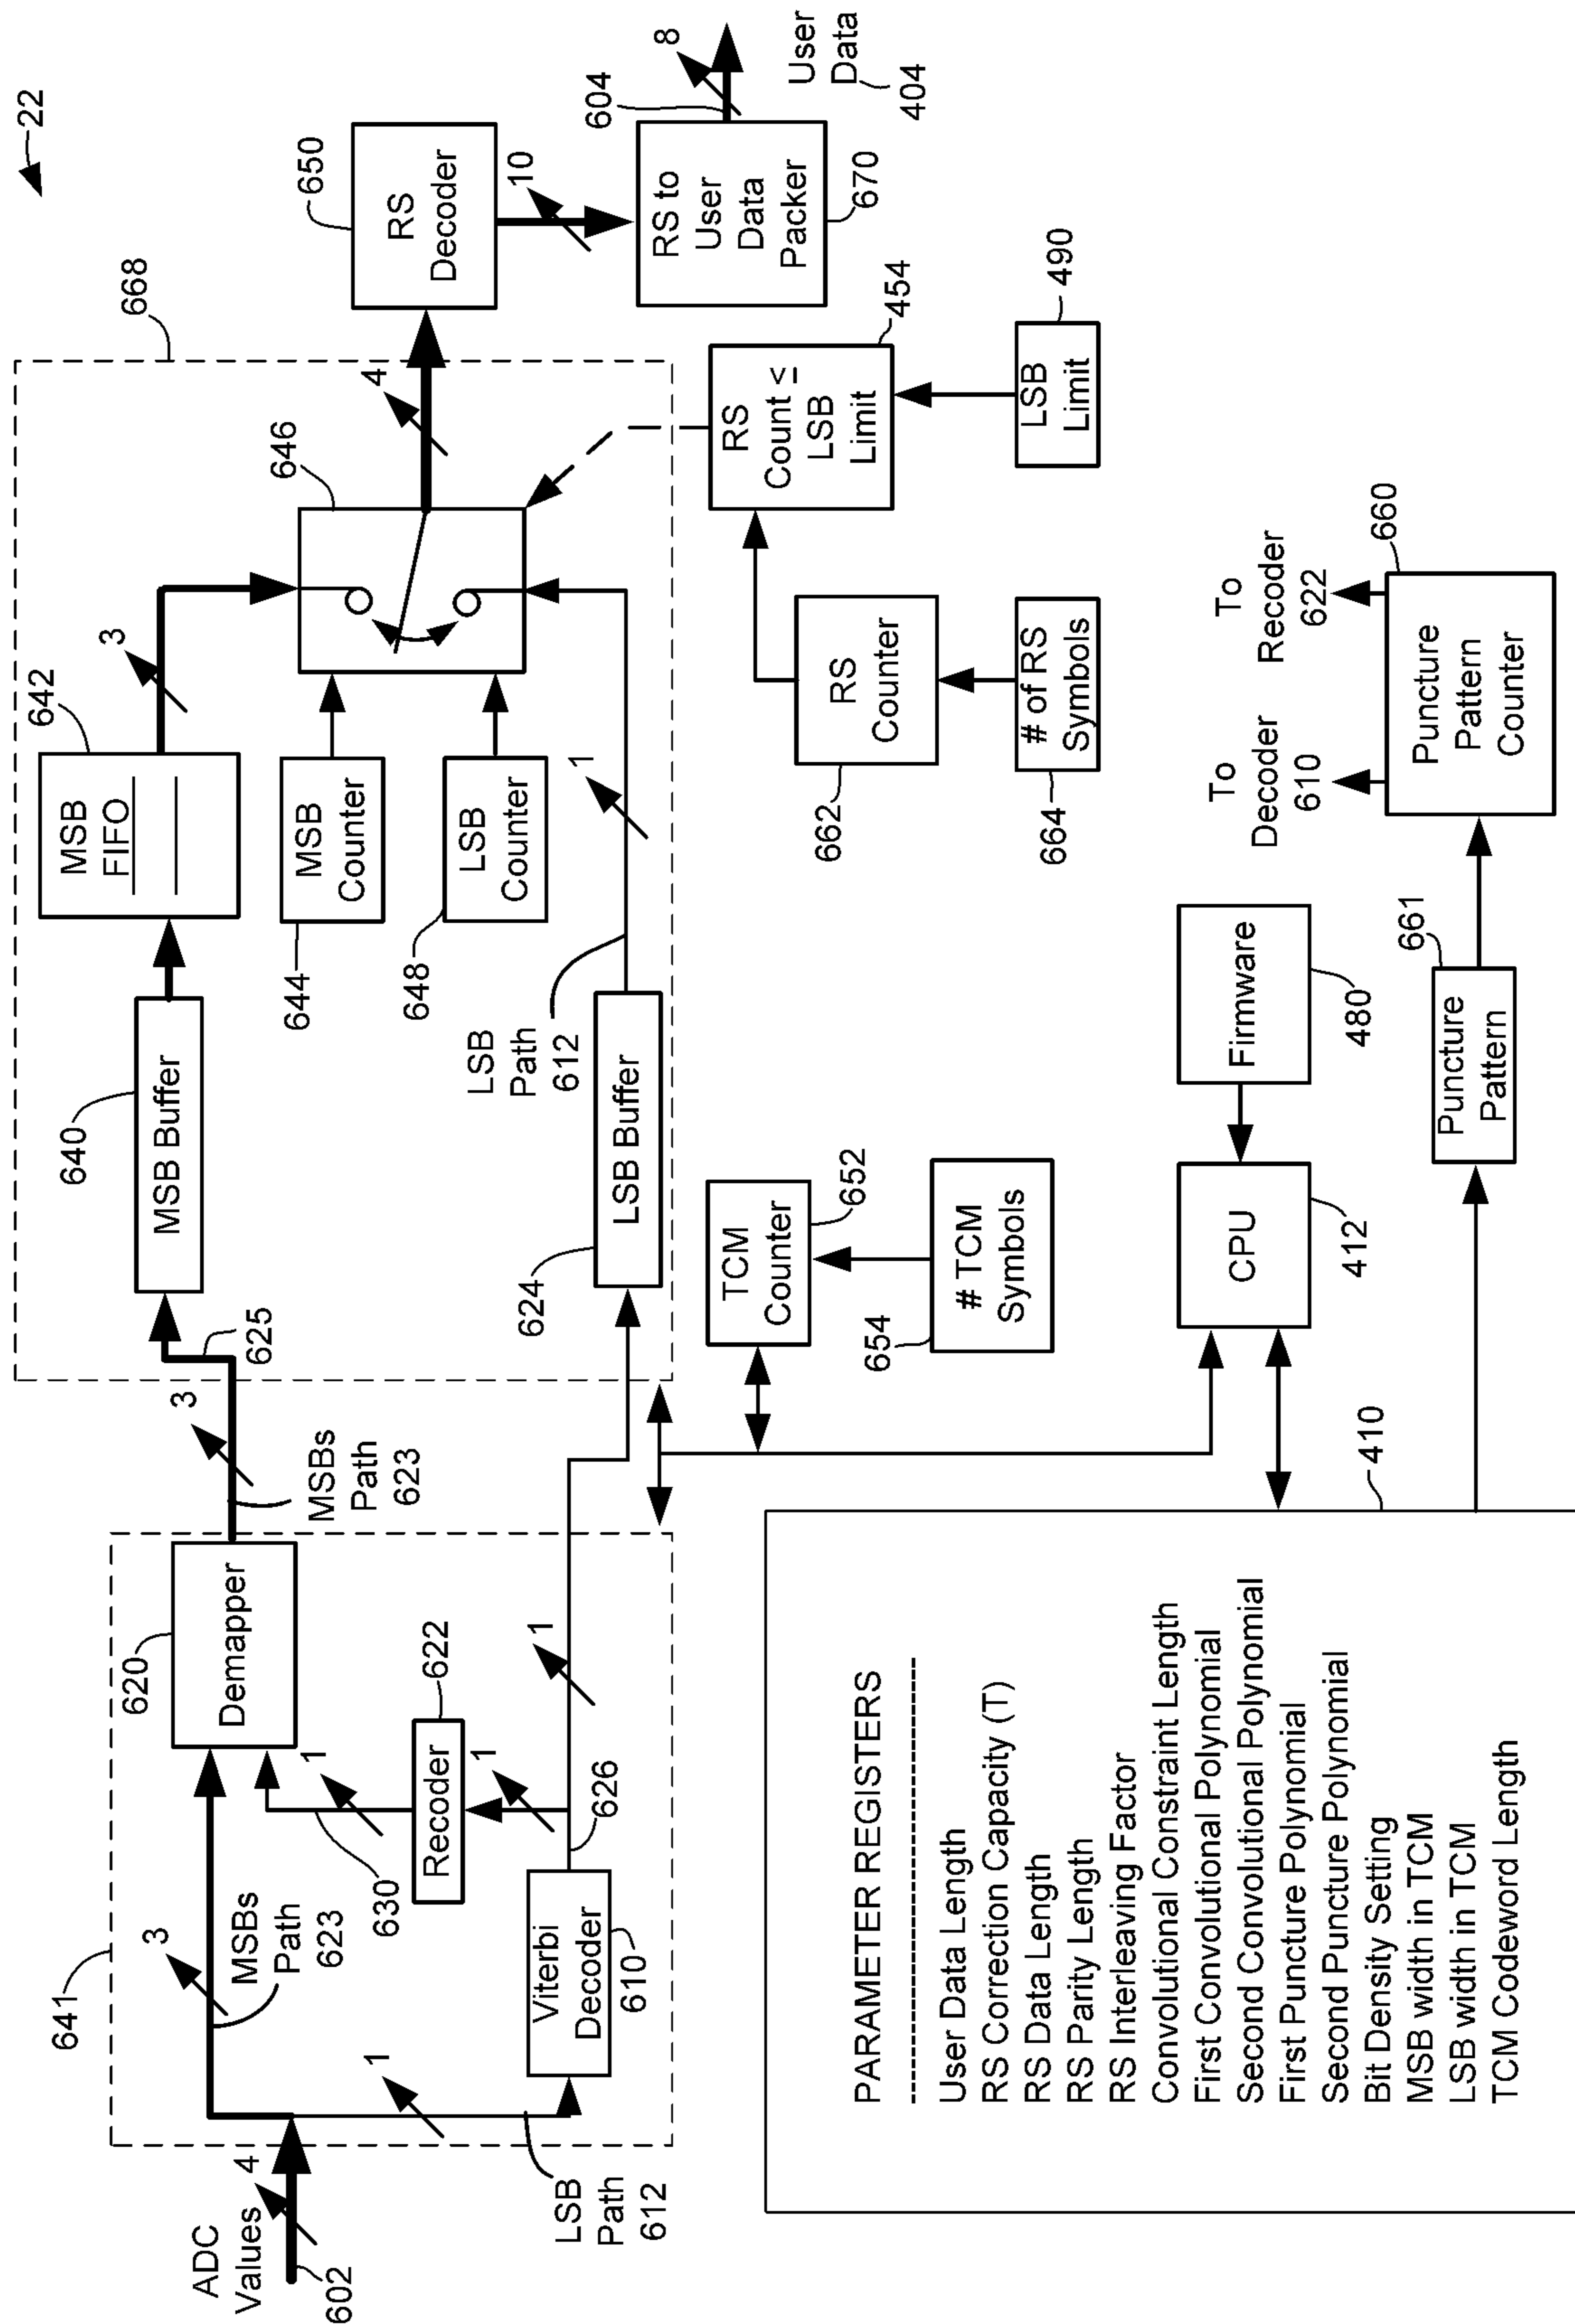 22
ADC
Values
4
602
641
3
MSBs
Path
623
1
LSB
Path
612
Viterbi
Decoder
610
626
1
Recoder
622
1
630
1
Demapper
620
MSBs
Path
623
3
625
668
MSB Buffer
640
MSB
FIFO
642
3
MSB
Counter
644
LSB
Counter
648
LSB
Path
612
LSB Buffer
624
1
646
4
RS
Decoder
650
10
RS to
User
Data
Packer
670
604
8
User
Data
404
RS
Count <
LSB
Limit
454
LSB
Limit
490
RS
Counter
662
# of RS
Symbols
664
TCM
Counter
652
# TCM
Symbols
654
CPU
412
Firmware
480
Puncture
Pattern
661
Puncture
Pattern
Counter
660
To
Decoder
610
To
Recoder
622
410
PARAMETER REGISTERS
User Data Length
RS Correction Capacity (T)
RS Data Length
RS Parity Length
RS Interleaving Factor
Convolutional Constraint Length
First Convolutional Polynomial
Second Convolutional Polynomial
First Puncture Polynomial
Second Puncture Polynomial
Bit Density Setting
MSB width in TCM
LSB width in TCM
TCM Codeword Length